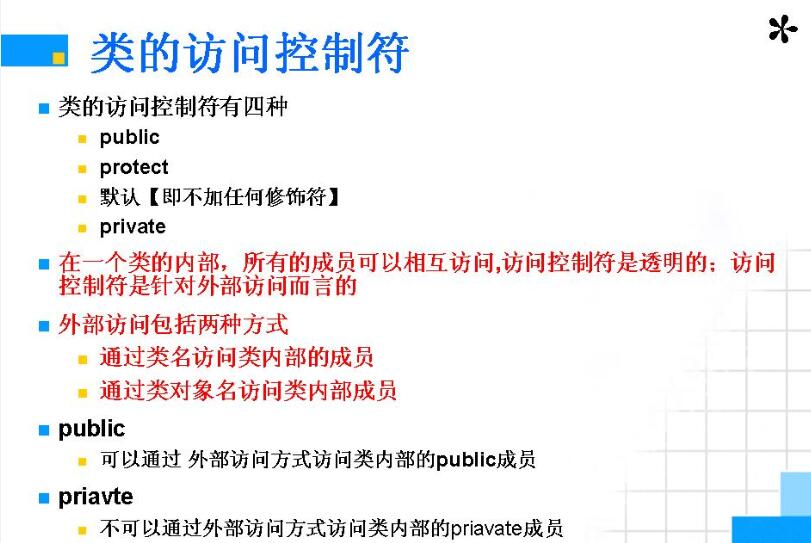 类的访问控制符
类的访问控制符有四种
public
protect
默认【即不加任何修饰符】
private
在一个类的内部，所有的成员可以相互访问,访问控制符是透明的；访问
控制符是针对外部访问而言的
外部访问包括两种方式
通过类名访问类内部的成员
通过类对象名访问类内部成员
public
可以通过 外部访问方式访问类内部的public成员
priavte
不可以通过外部访问方式访问类内部的priavate成员